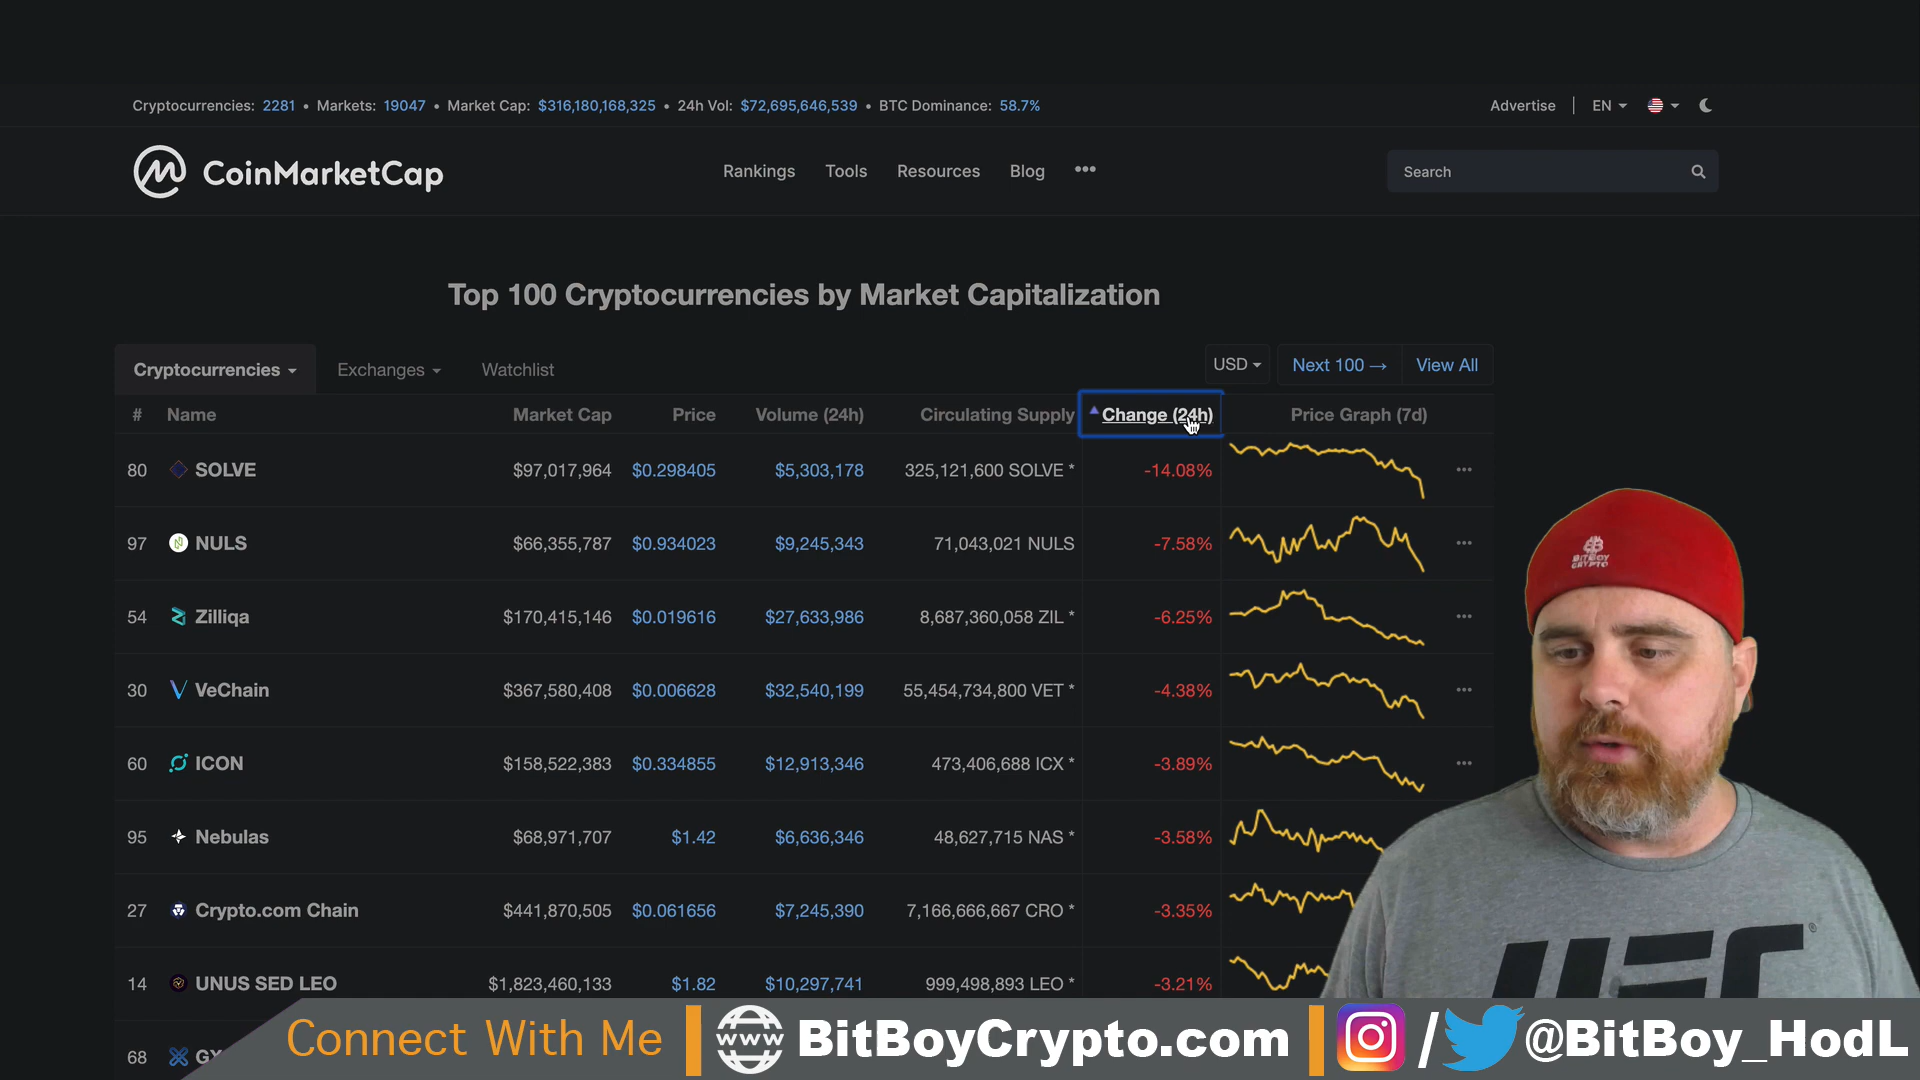 Cryptocurrencies: 2281 • Markets: 19047 • Market Cap: $316,180,168,325 • 24h Vol: $72,695,646,539 • BTC Dominance: 58.7% Advertise | EN
CoinMarketCap Rankings Tools Resources Blog ••• Search
Top 100 Cryptocurrencies by Market Capitalization
Cryptocurrencies Exchanges Watchlist USD Next 100 → View All
# Name Market Cap Price Volume (24h) Circulating Supply Change (24h) Price Graph (7d)
80 SOLVE $97,017,964 $0.298405 $5,303,178 325,121,600 SOLVE * -14.08%
97 NULS $66,355,787 $0.934023 $9,245,343 71,043,021 NULS -7.58%
BITBOY
CRYPTO
54 Zilliqa $170,415,146 $0.019616 $27,633,986 8,687,360,058 ZIL * -6.25%
30 VeChain $367,580,408 $0.006628 $32,540,199 55,454,734,800 VET * -4.38%
60 ICON $158,522,383 $0.334855 $12,913,346 473,406,688 ICX * -3.89%
95 Nebulas $68,971,707 $1.42 $6,636,346 48,627,715 NAS * -3.58%
27 Crypto.com Chain $441,870,505 $0.061656 $7,245,390 7,166,666,667 CRO * -3.35%
UFC
14 UNUS SED LEO $1,823,460,133 $1.82 $10,297,741 999,498,893 LEO * -3.21%
68
Connect With Me www BitBoyCrypto.com / @BitBoy_HodL